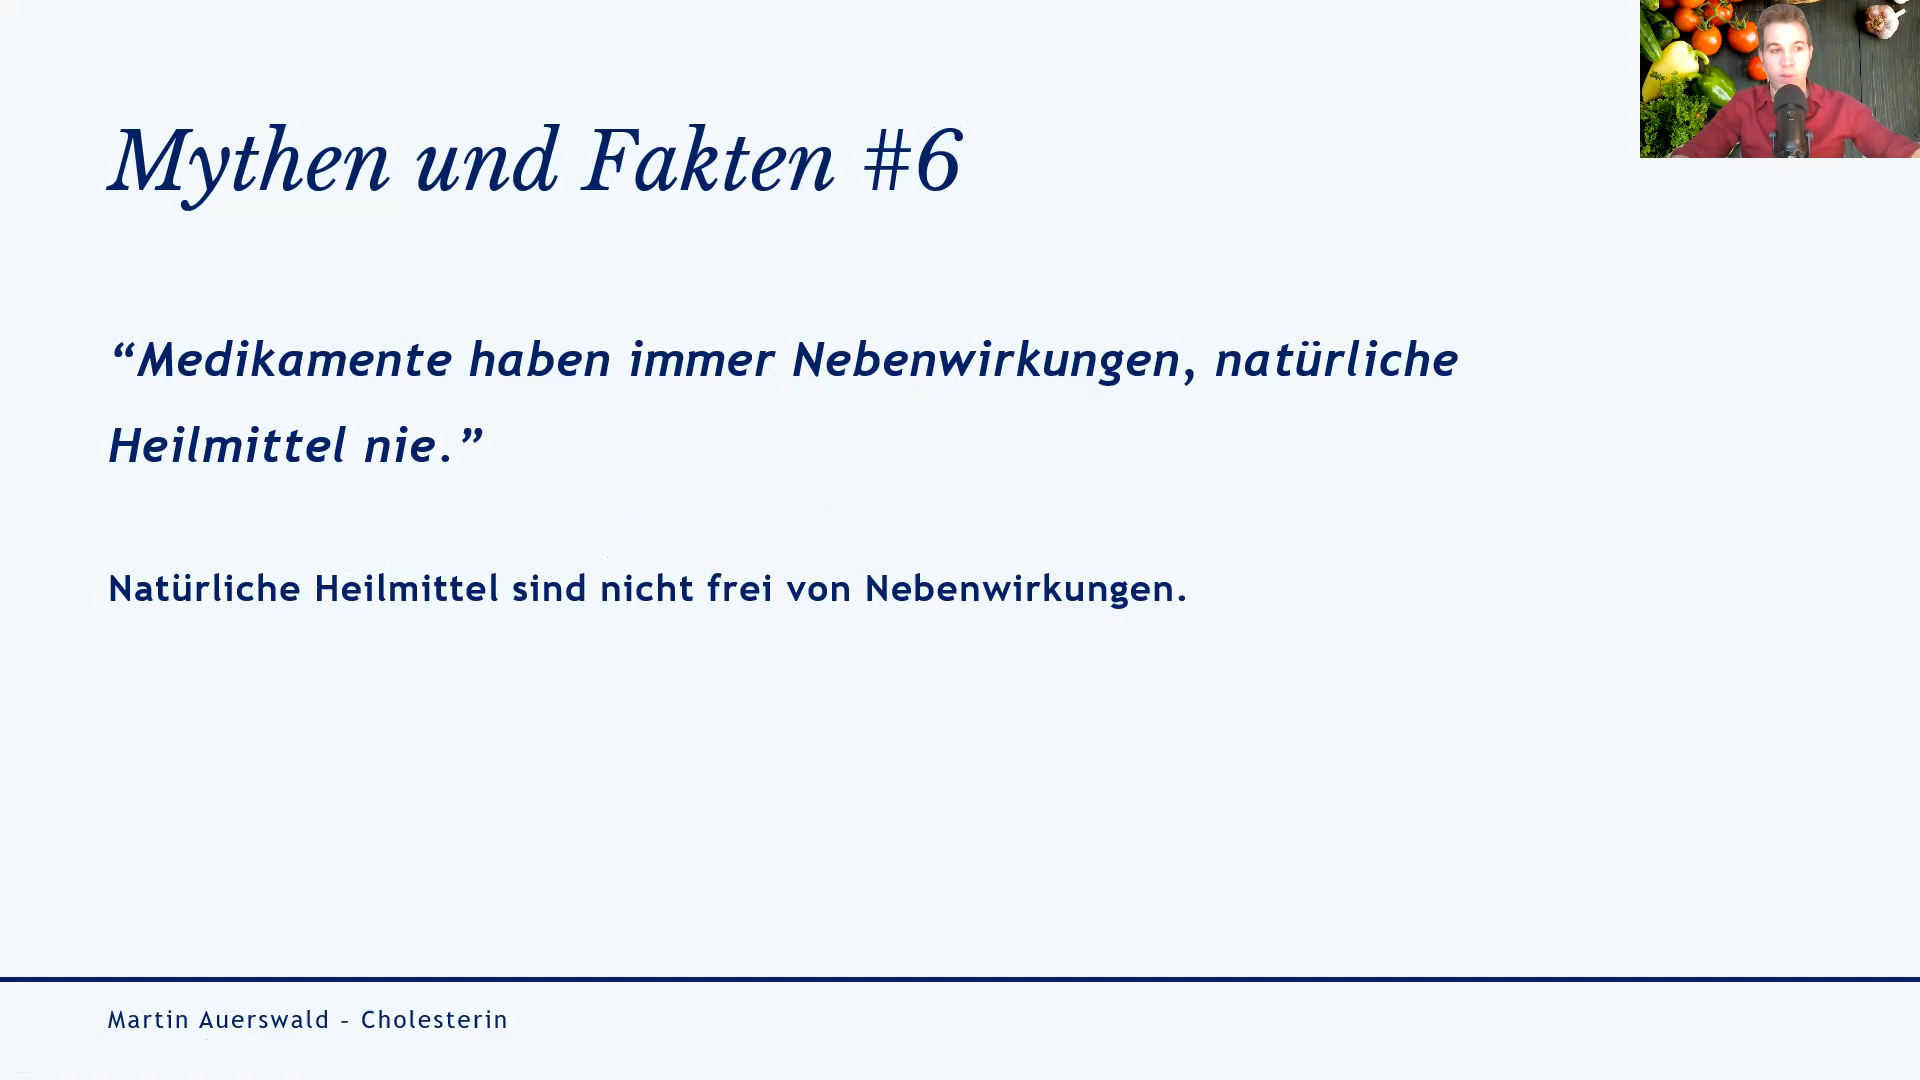 Mythen und Fakten #6
“Medikamente haben immer Nebenwirkungen, natürliche
Heilmittel nie.”
Natürliche Heilmittel sind nicht frei von Nebenwirkungen.
Martin Auerswald – Cholesterin